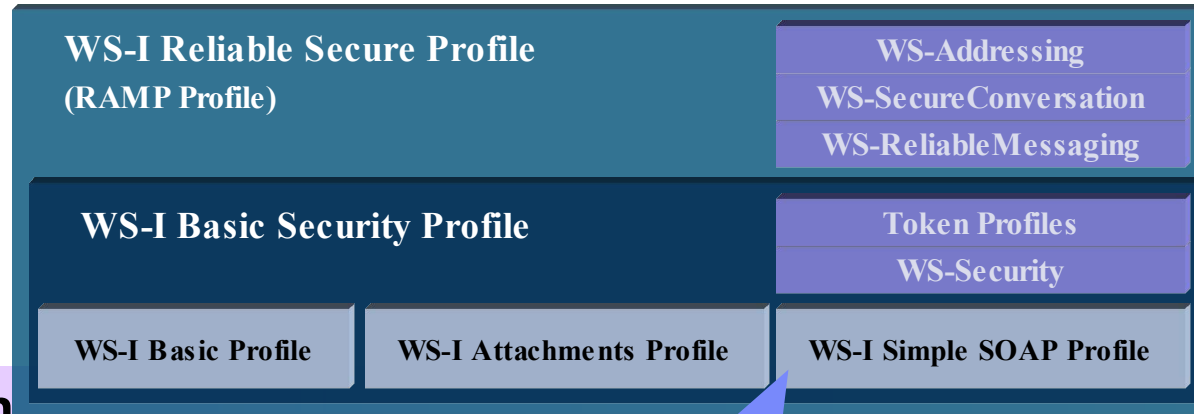 WS-I Reliable Secure Profile
(RAMP Profile)
WS-Addressing
WS-SecureConversation
WS-ReliableMessaging
WS-I Basic Security Profile
Token Profiles
WS-Security
WS-I Basic Profile
WS-I Attachments Profile
WS-I Simple SOAP Profile